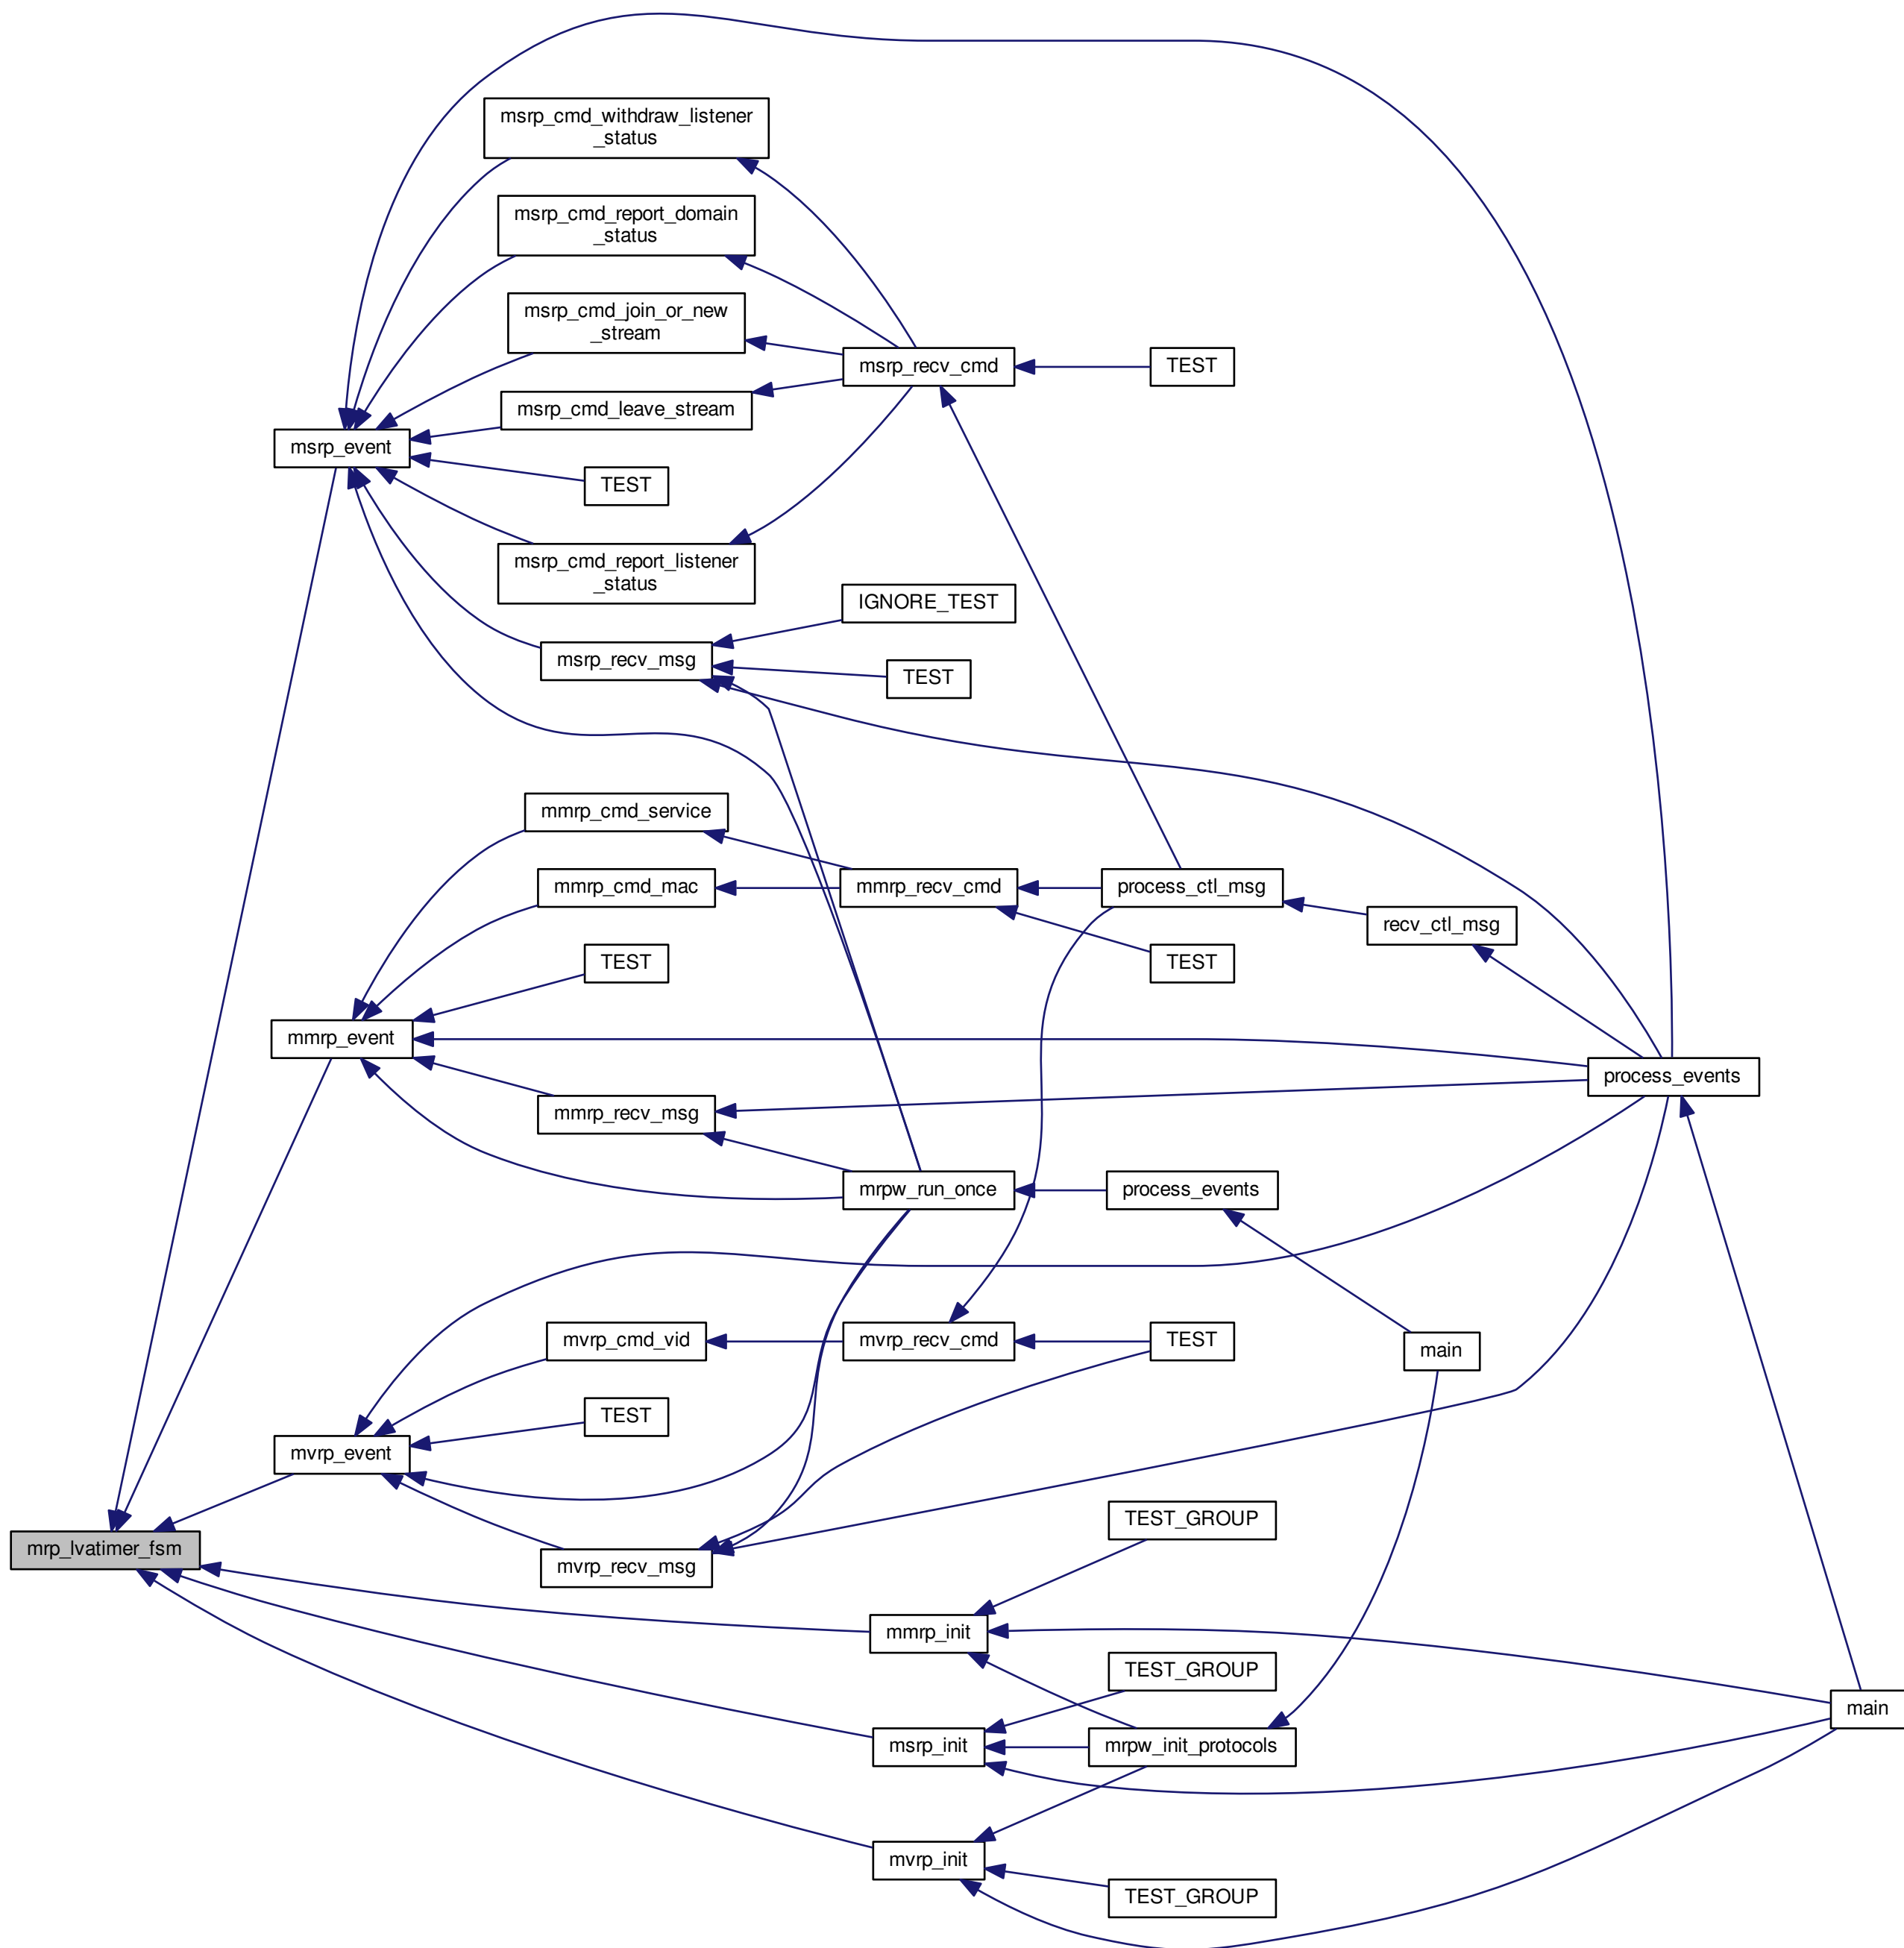 msrp_cmd_withdraw_listener
_status
msrp_cmd_report_domain
_status
msrp_cmd_join_or_new
_stream
msrp_recv_cmd
TEST
msrp_cmd_leave_stream
msrp_event
TEST
msrp_cmd_report_listener
_status
IGNORE_TEST
msrp_recv_msg
TEST
mmrp_cmd_service
mmrp_cmd_mac
mmrp_recv_cmd
process_ctl_msg
recv_ctl_msg
TEST
TEST
mmrp_event
process_events
mmrp_recv_msg
mrpw_run_once
process_events
mvrp_cmd_vid
mvrp_recv_cmd
TEST
main
TEST
mvrp_event
TEST_GROUP
mrp_lvatimer_fsm
mvrp_recv_msg
mmrp_init
TEST_GROUP
main
msrp_init
mrpw_init_protocols
mvrp_init
TEST_GROUP